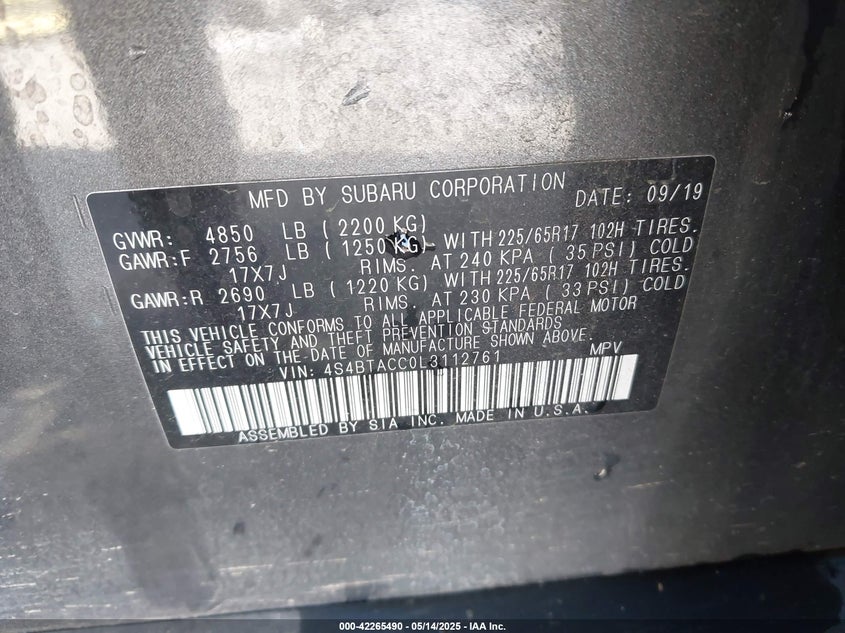 MFD BY SUBARU CORPORATION DATE: 09/19
GVWR: 4850 LB (2200 KG)
GAWR:F 2756 LB (1250 KG) WITH 225/65R17 102H TIRES.
17X7J RIMS. AT 240 KPA (35 PSI) COLD
GAWR:R 2690 LB (1220 KG) WITH 225/65R17 102H TIRES.
17X7J RIMS. AT 230 KPA (33 PSI) COLD
THIS VEHICLE CONFORMS TO ALL APPLICABLE FEDERAL MOTOR
VEHICLE SAFETY AND THEFT PREVENTION STANDARDS
IN EFFECT ON THE DATE OF MANUFACTURE SHOWN ABOVE.
VIN: 4S4BTACC0L3112761 MPV
ASSEMBLED BY SIA INC. MADE IN U.S.A.
000-42265490 - 05/14/2025 - IAA Inc.